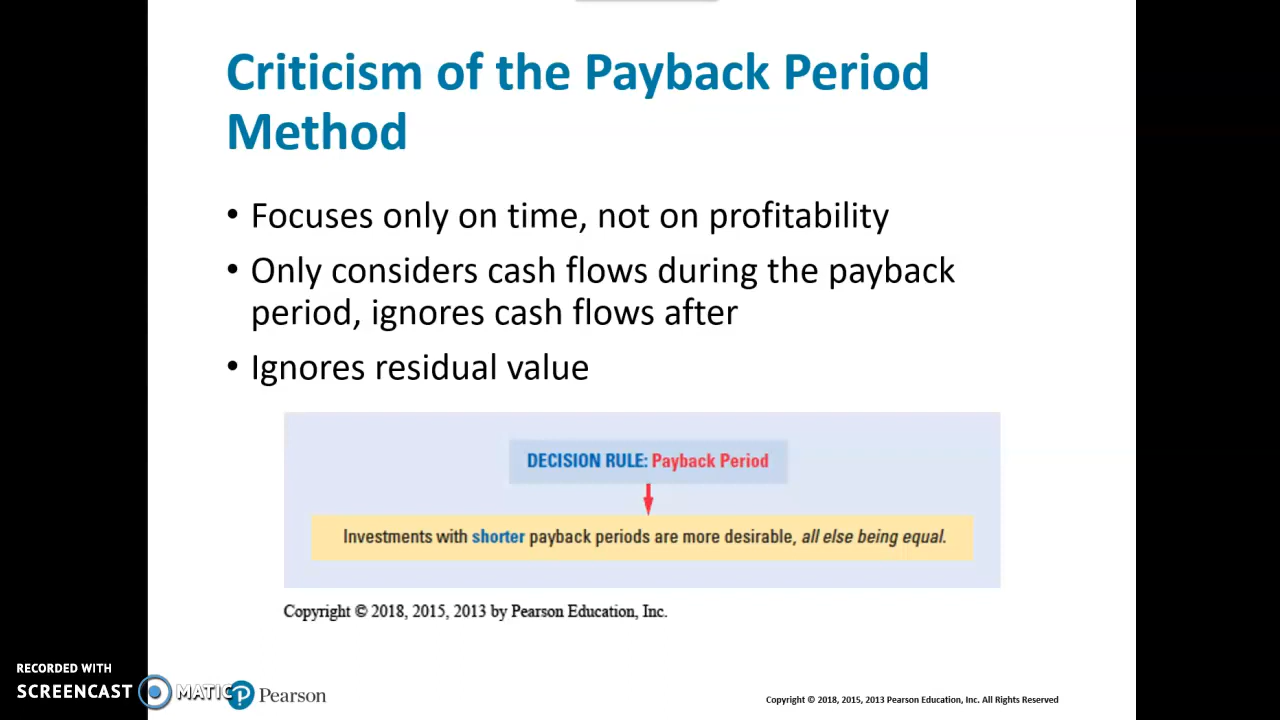 Criticism of the Payback Period
Method
• Focuses only on time, not on profitability
• Only considers cash flows during the payback
period, ignores cash flows after
• Ignores residual value
DECISION RULE: Payback Period
Investments with shorter payback periods are more desirable, all else being equal.
Copyright © 2018, 2015, 2013 by Pearson Education, Inc.
RECORDED WITH
SCREENCAST MATIC
P Pearson
Copyright © 2018, 2015, 2013 Pearson Education, Inc. All Rights Reserved